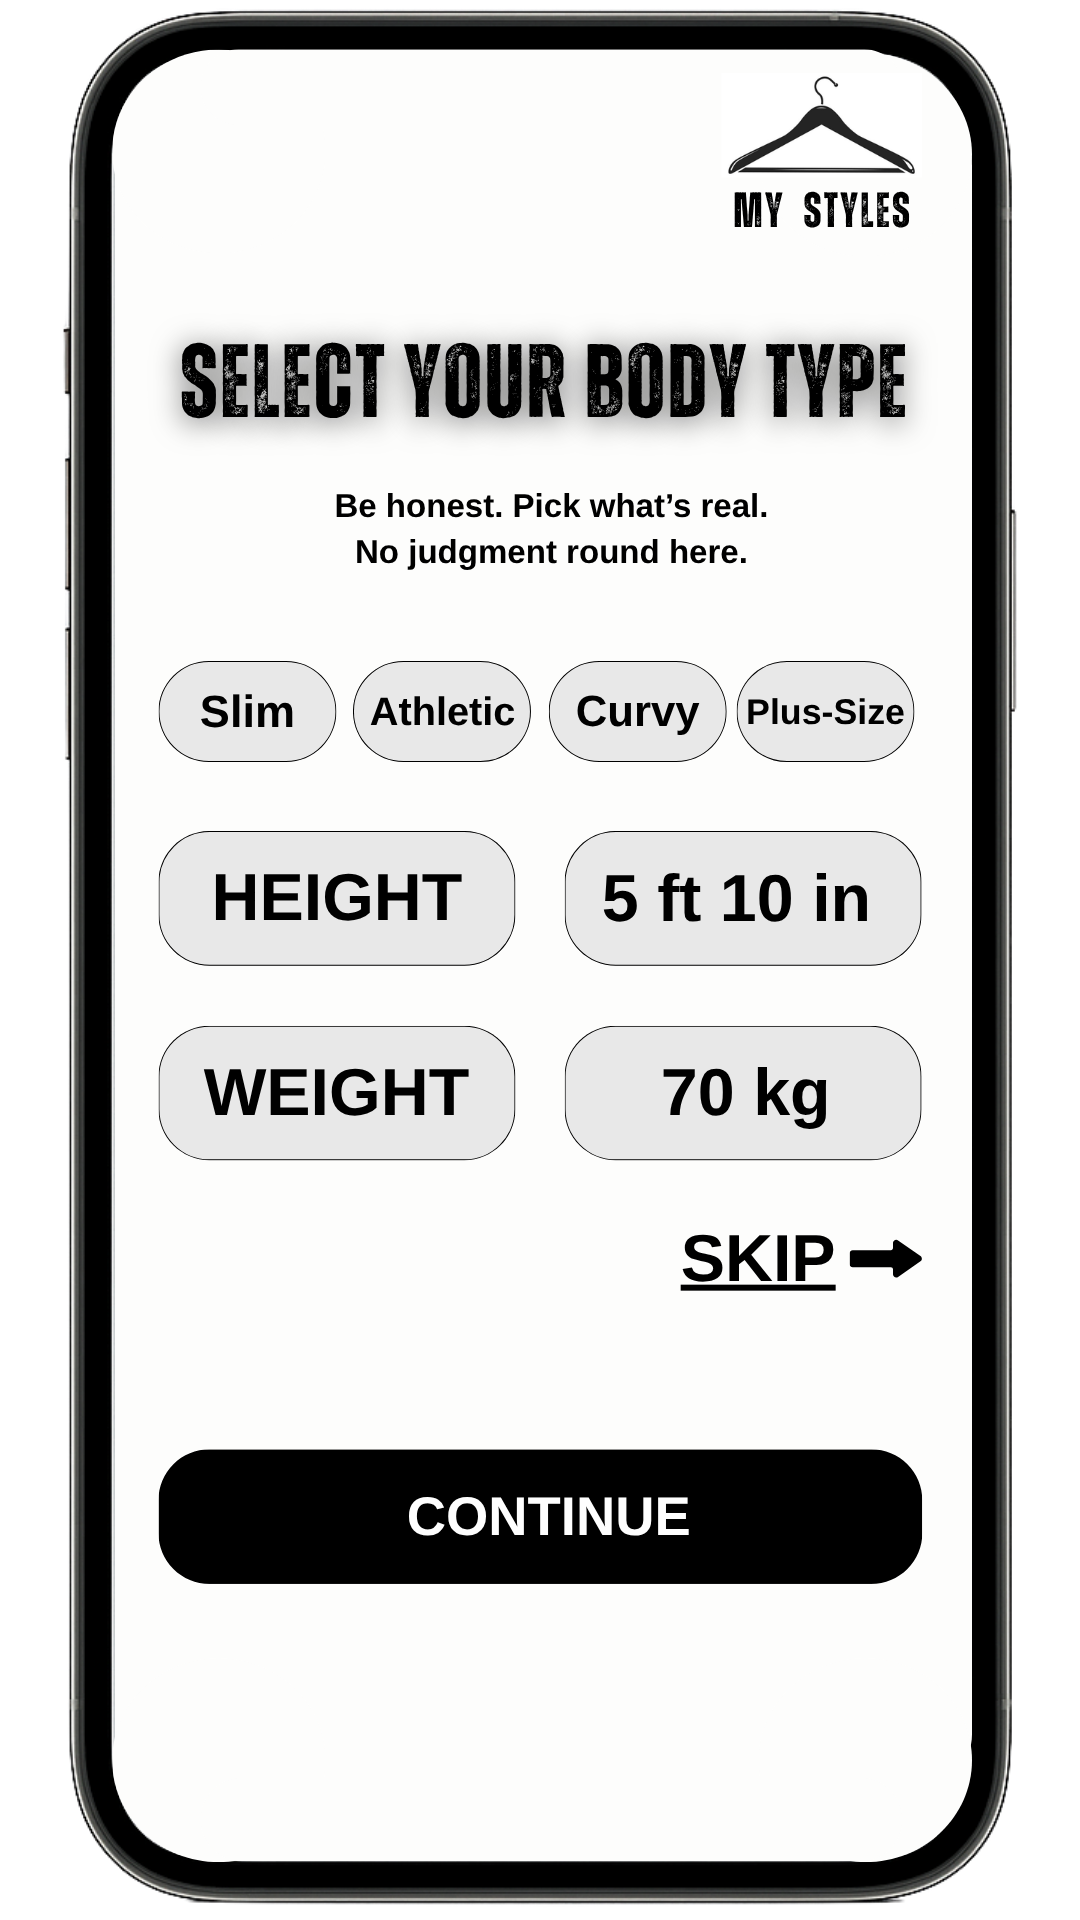 MY STYLES
SELECT YOUR BODY TYPE
Be honest. Pick what’s real.
No judgment round here.
Slim Athletic Curvy Plus-Size
HEIGHT 5 ft 10 in
WEIGHT 70 kg
SKIP
CONTINUE